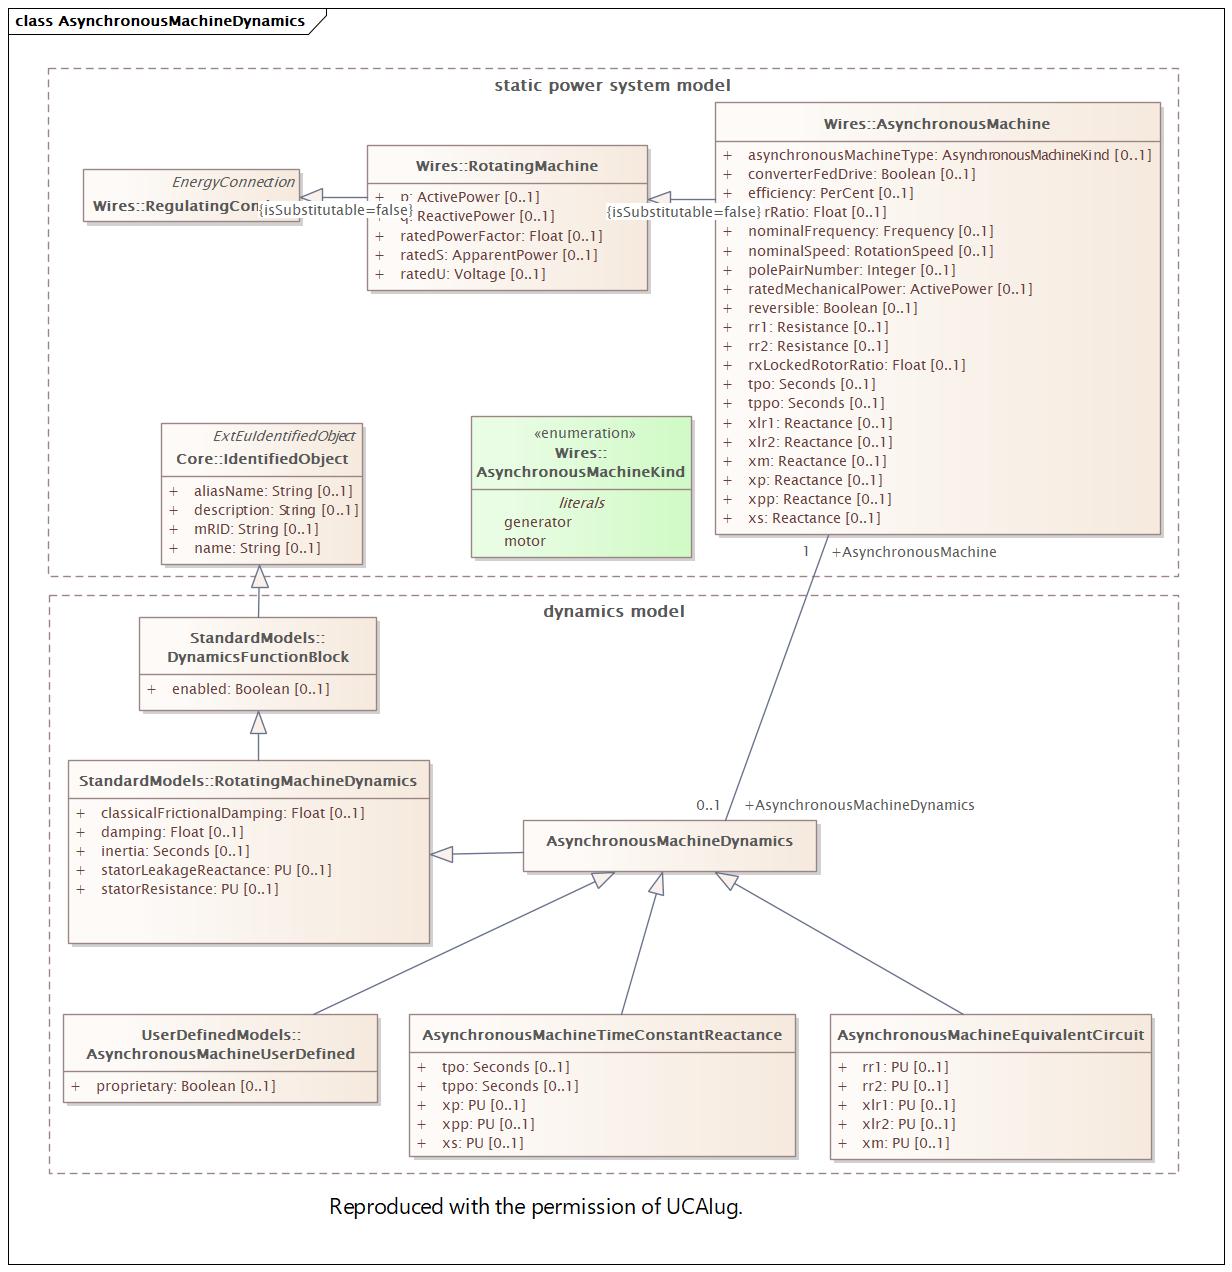 class AsynchronousMachineDynamics
static power system model
EnergyConnection
Wires::RegulatingCon
{isSubstitutable=false}
Wires::RotatingMachine
+ p: ActivePower [0..1]
q: ReactivePower [0..1]
+ ratedPowerFactor: Float [0..1]
+ ratedS: ApparentPower [0..1]
+ ratedU: Voltage [0..1]
{isSubstitutable=false}
Wires::AsynchronousMachine
+ asynchronousMachineType: AsynchronousMachineKind [0..1]
+ converterFedDrive: Boolean [0..1]
+ efficiency: PerCent [0..1]
rRatio: Float [0..1]
+ nominalFrequency: Frequency [0..1]
+ nominalSpeed: RotationSpeed [0..1]
+ polePairNumber: Integer [0..1]
+ ratedMechanicalPower: ActivePower [0..1]
+ reversible: Boolean [0..1]
+ rr1: Resistance [0..1]
+ rr2: Resistance [0..1]
+ rxLockedRotorRatio: Float [0..1]
+ tpo: Seconds [0..1]
+ tppo: Seconds [0..1]
+ xlr1: Reactance [0..1]
+ xlr2: Reactance [0..1]
+ xm: Reactance [0..1]
+ xp: Reactance [0..1]
+ xpp: Reactance [0..1]
+ xs: Reactance [0..1]
ExtEuIdentifiedObject
Core::IdentifiedObject
+ aliasName: String [0..1]
+ description: String [0..1]
+ mRID: String [0..1]
+ name: String [0..1]
«enumeration»
Wires::
AsynchronousMachineKind
literals
generator
motor
1 +AsynchronousMachine
dynamics model
StandardModels::
DynamicsFunctionBlock
+ enabled: Boolean [0..1]
StandardModels::RotatingMachineDynamics
+ classicalFrictionalDamping: Float [0..1]
+ damping: Float [0..1]
+ inertia: Seconds [0..1]
+ statorLeakageReactance: PU [0..1]
+ statorResistance: PU [0..1]
0..1 +AsynchronousMachineDynamics
AsynchronousMachineDynamics
UserDefinedModels::
AsynchronousMachineUserDefined
+ proprietary: Boolean [0..1]
AsynchronousMachineTimeConstantReactance
+ tpo: Seconds [0..1]
+ tppo: Seconds [0..1]
+ xp: PU [0..1]
+ xpp: PU [0..1]
+ xs: PU [0..1]
AsynchronousMachineEquivalentCircuit
+ rr1: PU [0..1]
+ rr2: PU [0..1]
+ xlr1: PU [0..1]
+ xlr2: PU [0..1]
+ xm: PU [0..1]
Reproduced with the permission of UCAIug.